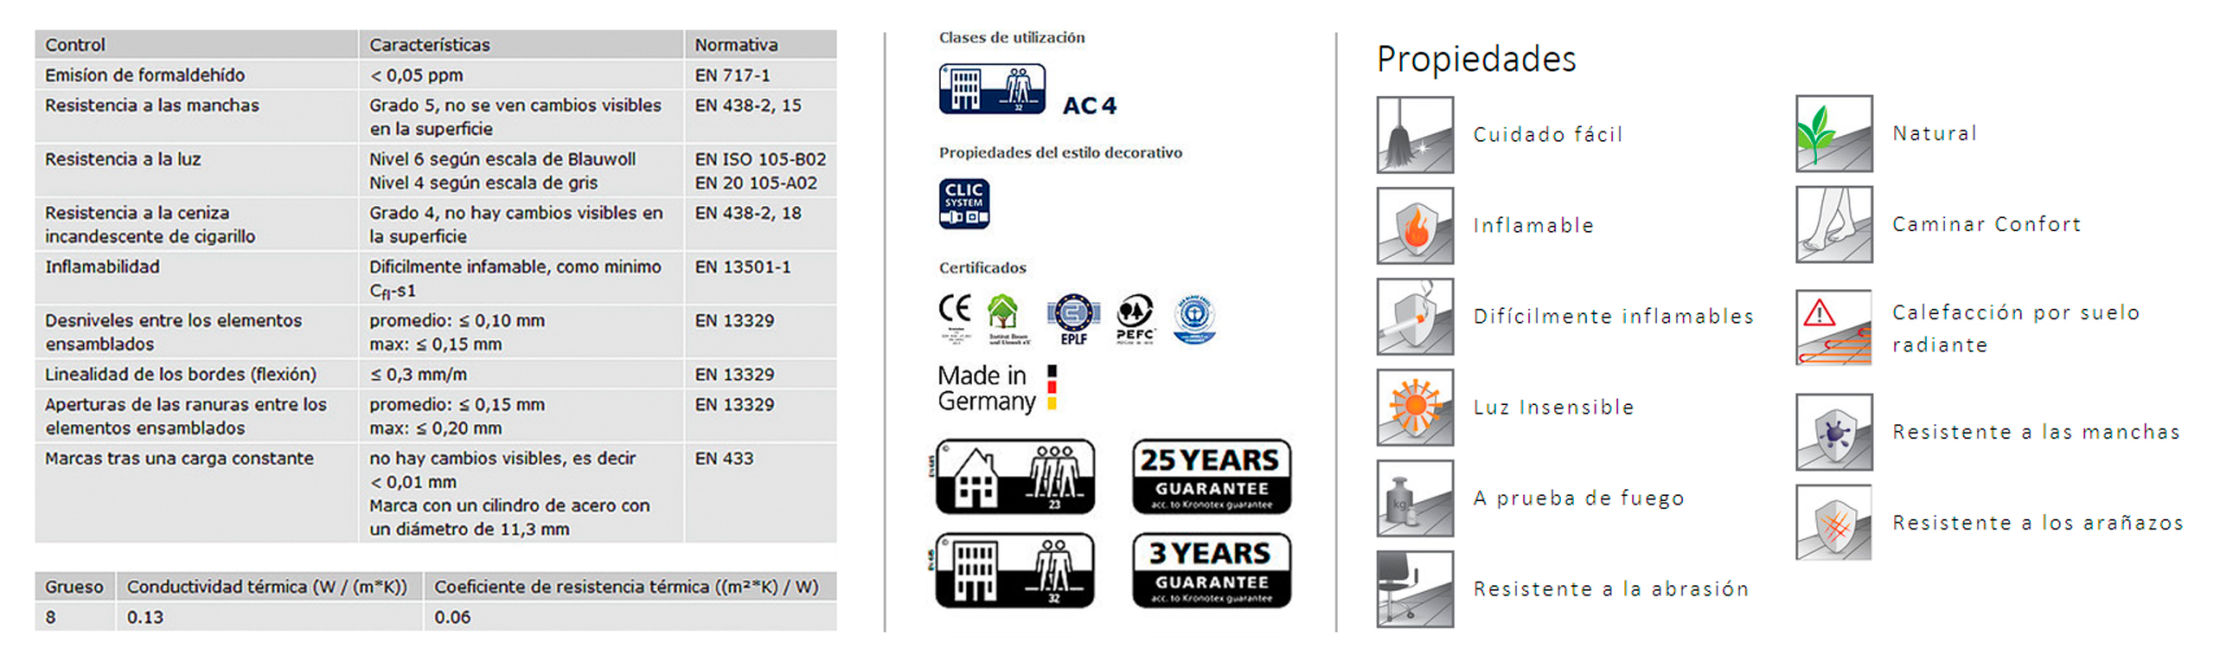 Control Características Normativa
Emisíon de formaldehído < 0,05 ppm EN 717-1
Resistencia a las manchas Grado 5, no se ven cambios visibles EN 438-2, 15
en la superficie
Resistencia a la luz Nivel 6 según escala de Blauwoll EN ISO 105-B02
Nivel 4 según escala de gris EN 20 105-A02
Resistencia a la ceniza Grado 4, no hay cambios visibles en EN 438-2, 18
incandescente de cigarillo la superficie
Inflamabilidad Dificilmente infamable, como minimo EN 13501-1
Cfl-s1
Desniveles entre los elementos promedio: ≤ 0,10 mm EN 13329
ensamblados max: ≤ 0,15 mm
Linealidad de los bordes (flexión) ≤ 0,3 mm/m EN 13329
Aperturas de las ranuras entre los promedio: ≤ 0,15 mm EN 13329
elementos ensamblados max: ≤ 0,20 mm
Marcas tras una carga constante no hay cambios visibles, es decir EN 433
< 0,01 mm
Marca con un cilindro de acero con
un diámetro de 11,3 mm
Grueso Conductividad térmica (W / (m*K)) Coeficiente de resistencia térmica ((m²*K) / W)
8 0.13 0.06
Clases de utilización
32
AC 4
Propiedades del estilo decorativo
CLIC
SYSTEM
Certificados
CE
EPLF
PEFC
Made in
Germany
23
25 YEARS
GUARANTEE
acc. to Kronotex guarantee
32
3 YEARS
GUARANTEE
acc. to Kronotex guarantee
Propiedades
Cuidado fácil
Inflamable
Difícilmente inflamables
Luz Insensible
kg
A prueba de fuego
Resistente a la abrasión
Natural
Caminar Confort
Calefacción por suelo
radiante
Resistente a las manchas
Resistente a los arañazos